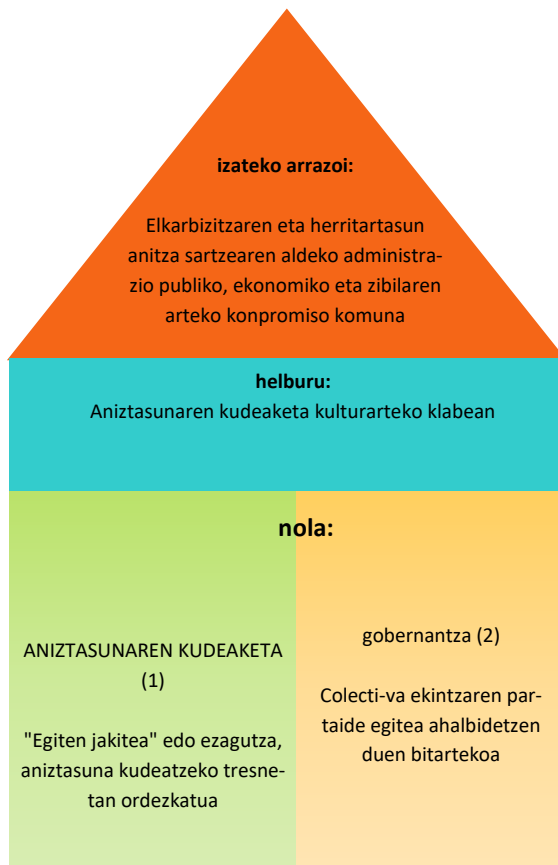 izateko arrazoi:
Elkarbizitzaren eta herritartasun
anitza sartzearen aldeko administra-
zio publiko, ekonomiko eta zibilaren
arteko konpromiso komuna
helburu:
Aniztasunaren kudeaketa kulturarteko klabean
nola:
ANIZTASUNAREN KUDEAKETA
(1)
"Egiten jakitea" edo ezagutza,
aniztasuna kudeatzeko tresne-
tan ordezkatua
gobernantza (2)
Colecti-va ekintzaren par-
taide egitea ahalbidetzen
duen bitartekoa